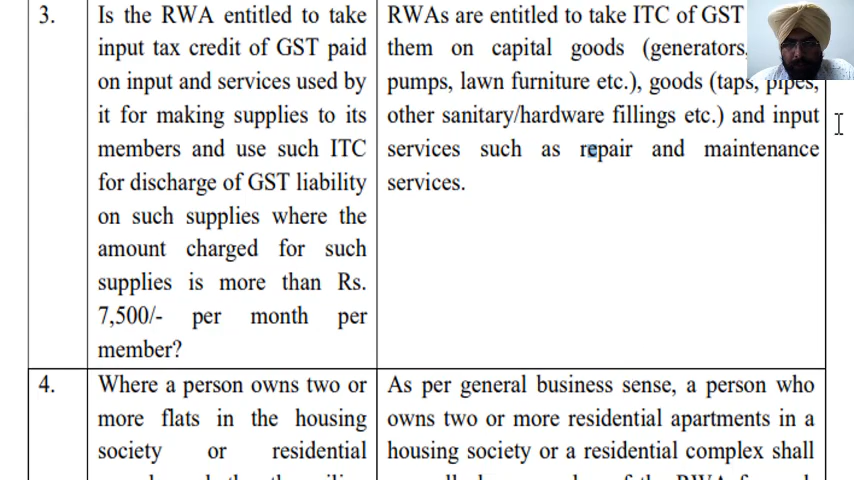 3.
Is the RWA entitled to take
input tax credit of GST paid
on input and services used by
it for making supplies to its
members and use such ITC
for discharge of GST liability
on such supplies where the
amount charged for such
supplies is more than Rs.
7,500/- per month per
member?
RWAs are entitled to take ITC of GST
them on capital goods (generators,
pumps, lawn furniture etc.), goods (taps, pipes,
other sanitary/hardware fillings etc.) and input
services such as repair and maintenance
services.
4.
Where a person owns two or
more flats in the housing
society or residential
As per general business sense, a person who
owns two or more residential apartments in a
housing society or a residential complex shall